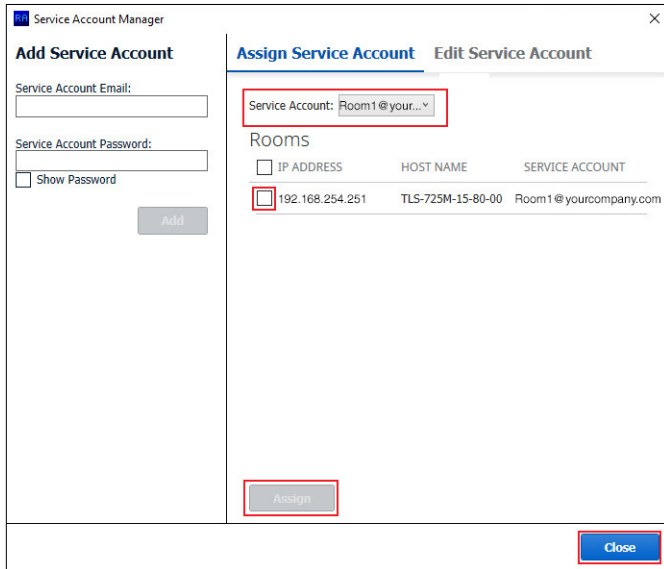 RA Service Account Manager
Add Service Account
Service Account Email:
Service Account Password:
Show Password
Add
Assign Service Account Edit Service Account
Service Account: Room1@your...
Rooms
IP ADDRESS HOST NAME SERVICE ACCOUNT
192.168.254.251 TLS-725M-15-80-00 Room1@yourcompany.com
Assign
Close